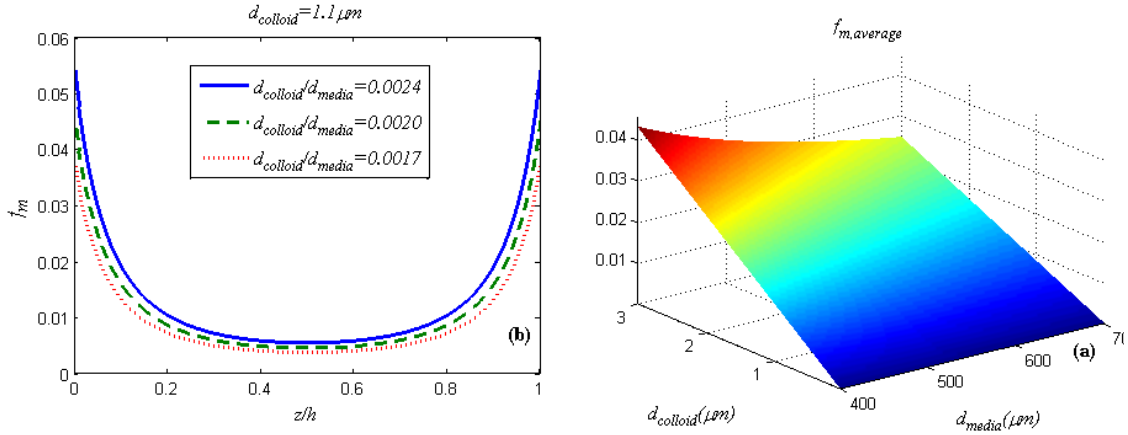 d_colloid=1.1μm
0.06
0.05
0.04
0.03
0.02
0.01
0
f_m
d_colloid/d_media=0.0024
d_colloid/d_media=0.0020
d_colloid/d_media=0.0017
(b)
0 0.2 0.4 0.6 0.8 1
z/h
f_m,average
0.04
0.03
0.02
0.01
3
2
1
400
500
600
70
(a)
d_colloid(μm)
d_media(μm)